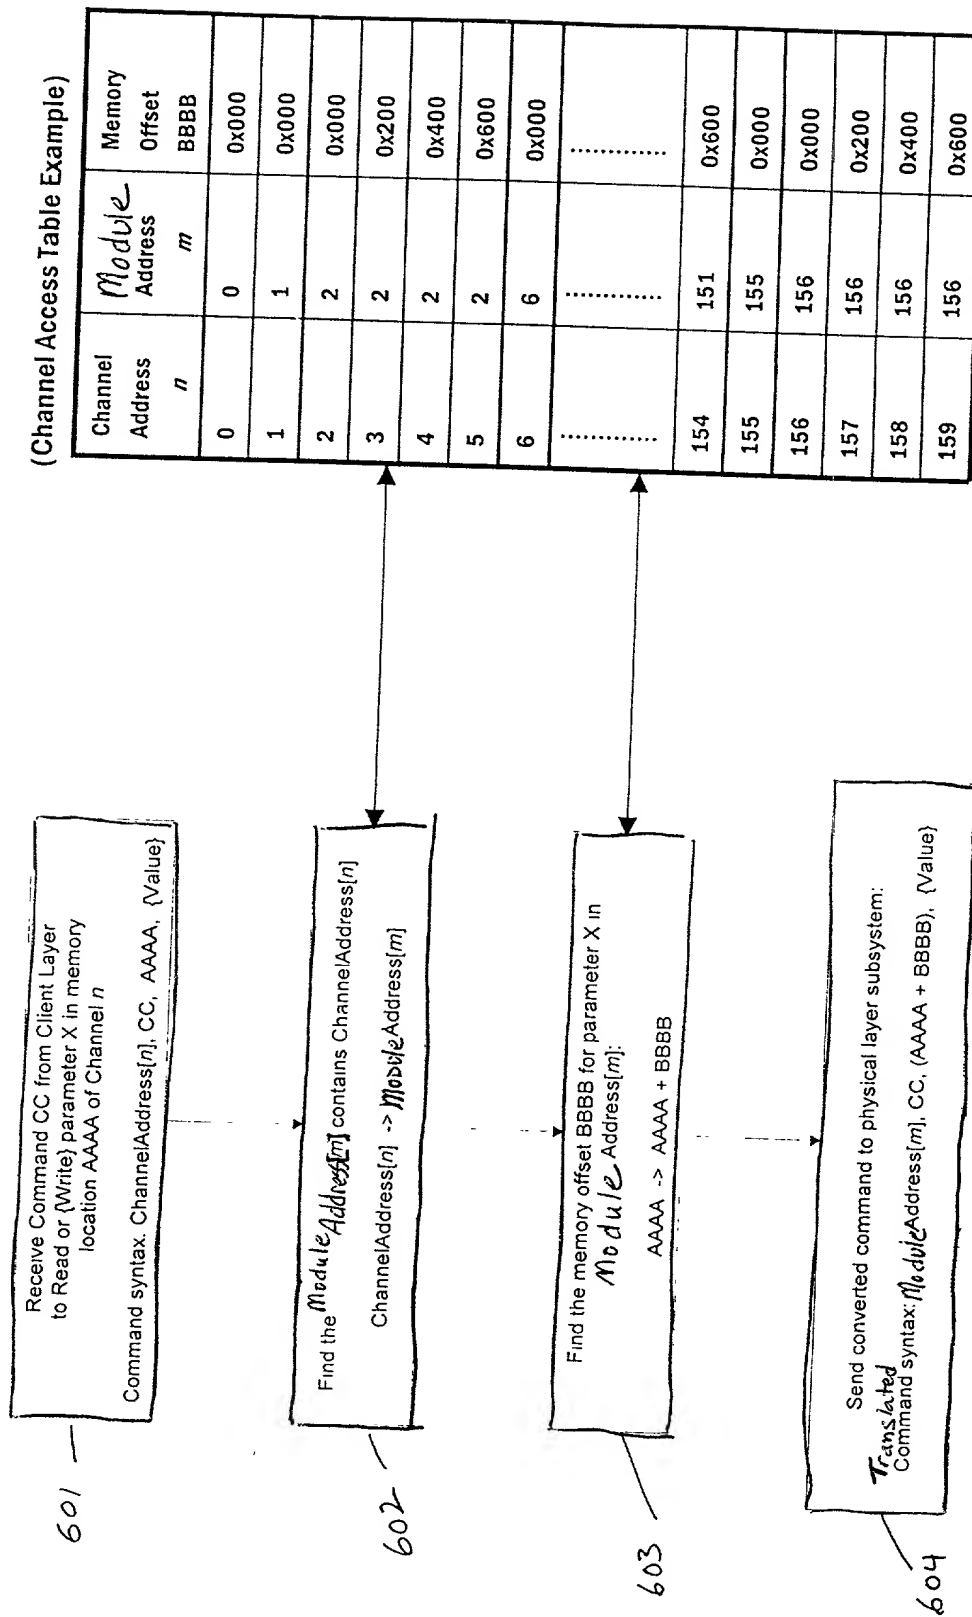 (Channel Access Table Example)
Channel Address n | Module Address m | Memory Offset BBBB
0 | 0 | 0x000
1 | 1 | 0x000
2 | 2 | 0x000
3 | 2 | 0x200
4 | 2 | 0x400
5 | 2 | 0x600
6 | 6 | 0x000
............. | ............. | .............
154 | 151 | 0x600
155 | 155 | 0x000
156 | 156 | 0x000
157 | 156 | 0x200
158 | 156 | 0x400
159 | 156 | 0x600
601
Receive Command CC from Client Layer
to Read or {Write} parameter X in memory
location AAAA of Channel n
Command syntax. ChannelAddress[n], CC, AAAA, {Value}
602
Find the Module Address[m] contains ChannelAddress[n]
ChannelAddress[n] -> ModuleAddress[m]
603
Find the memory offset BBBB for parameter X in
Module Address[m]:
AAAA -> AAAA + BBBB
604
Send converted command to physical layer subsystem:
Translated
Command syntax: ModuleAddress[m], CC, (AAAA + BBBB), {Value}